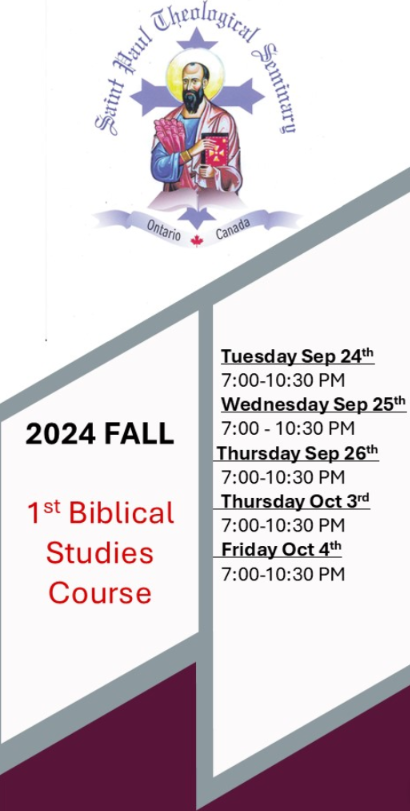 Saint Paul Theological Seminary
Ontario Canada
2024 FALL
1st Biblical
Studies
Course
Tuesday Sep 24th
7:00-10:30 PM
Wednesday Sep 25th
7:00 - 10:30 PM
Thursday Sep 26th
7:00-10:30 PM
Thursday Oct 3rd
7:00-10:30 PM
Friday Oct 4th
7:00-10:30 PM